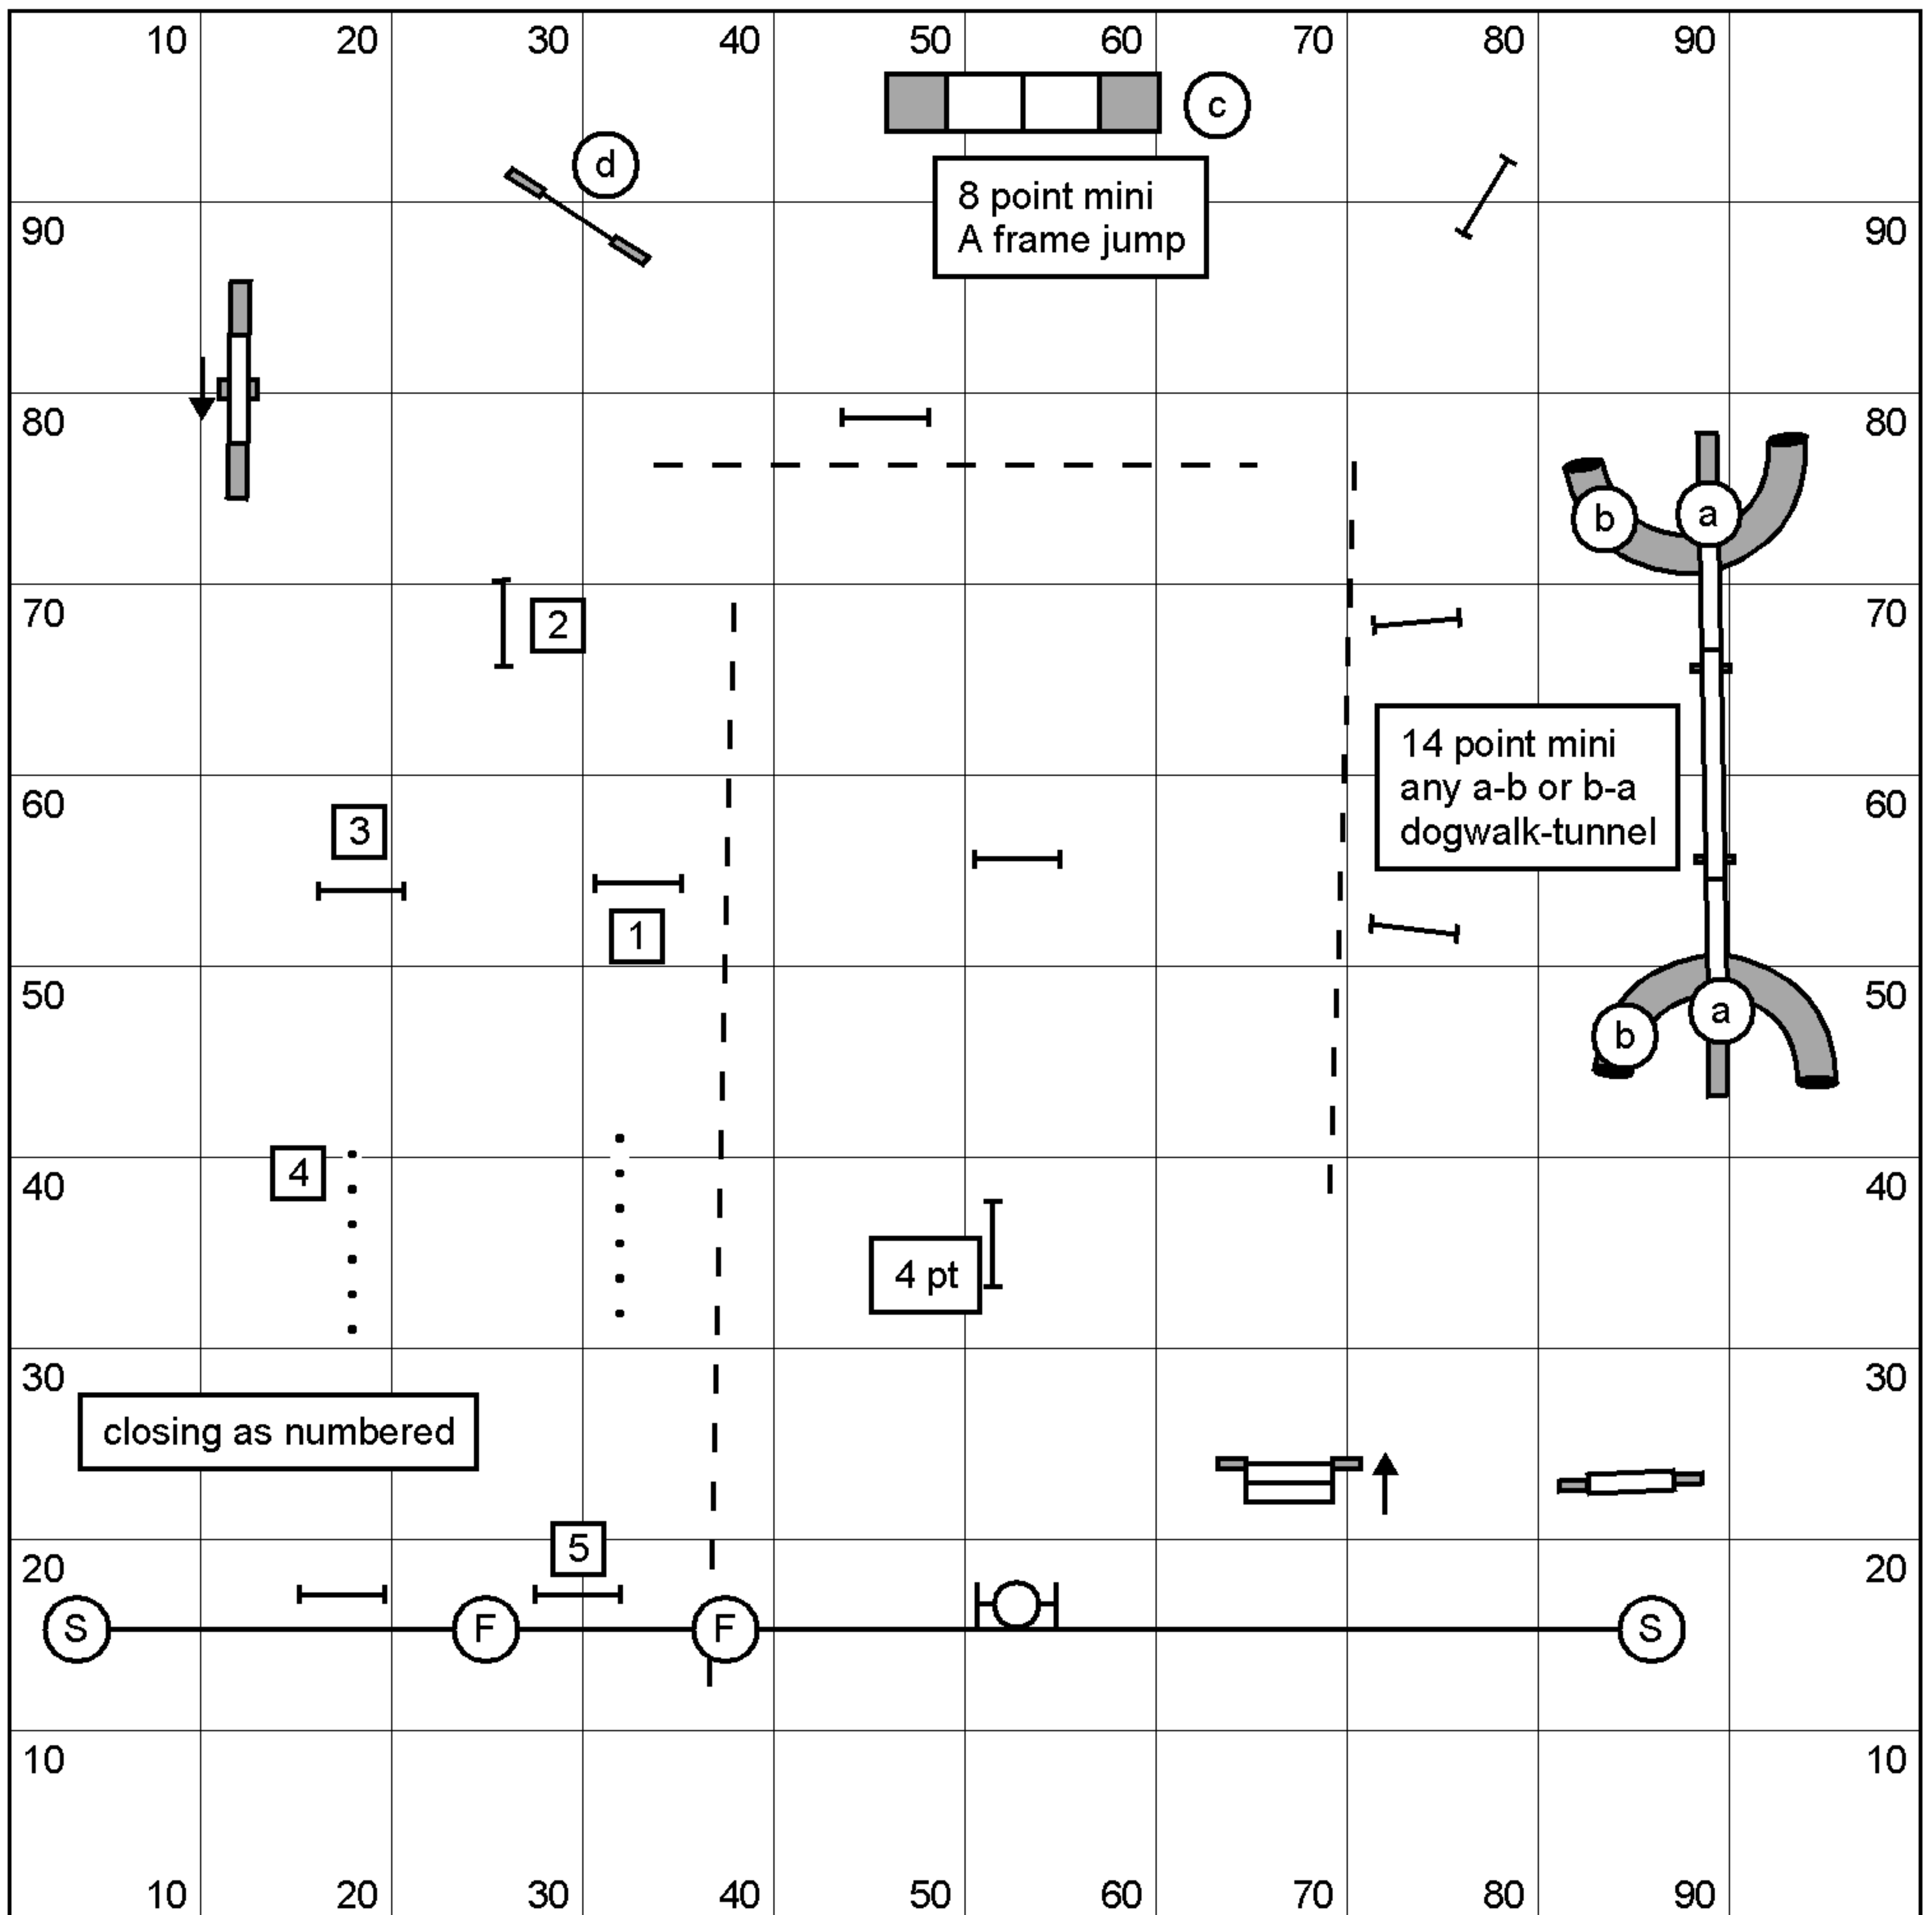 10 20 30 40 50 60 70 80 90
c
d
8 point mini
A frame jump
90 90
80 80
b a
70 70
2
14 point mini
any a-b or b-a
dogwalk-tunnel
60 60
3
1
50 50
a
b
4
40 40
4 pt
30 30
closing as numbered
5
20 20
S F F S
10 10
10 20 30 40 50 60 70 80 90